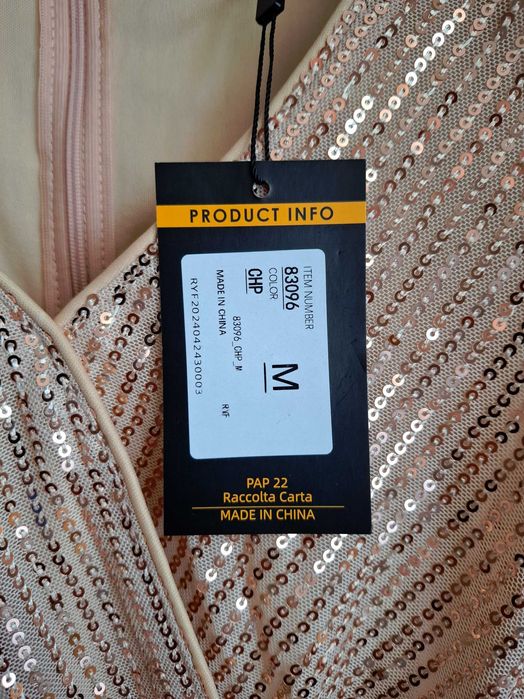 PRODUCT INFO
ITEM NUMBER
83096
COLOR
CHP
M
83096_CHP_M
MADE IN CHINA
RYF
RYF2024042430003
PAP 22
Raccolta Carta
MADE IN CHINA